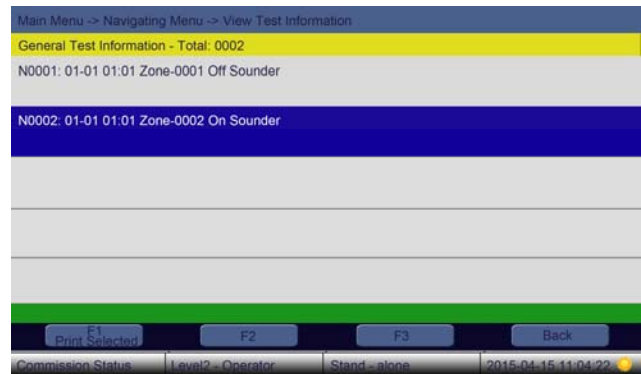 Main Menu -> Navigating Menu -> View Test Information
General Test Information - Total: 0002
N0001: 01-01 01:01 Zone-0001 Off Sounder
N0002: 01-01 01:01 Zone-0002 On Sounder
F1
Print Selected
F2
F3
Back
Commission Status
Level2 - Operator
Stand - alone
2015-04-15 11:04:22